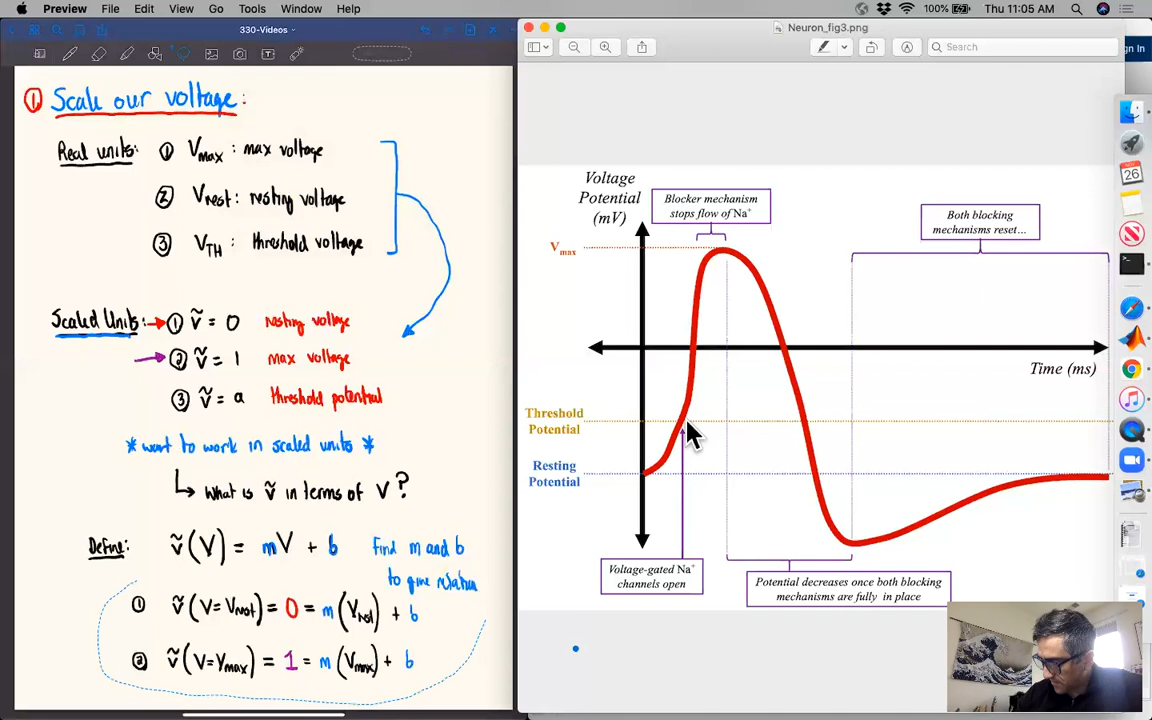 Preview File Edit View Go Tools Window Help 100% Thu 11:05 AM
330-Videos
① Scale our voltage:
Real units: ① Vmax : max voltage
② Vrest : resting voltage
③ VTH : threshold voltage
Scaled Units: → ① ṽ = 0 resting voltage
→ ② ṽ = 1 max voltage
③ ṽ = a threshold potential
* want to work in scaled units *
↳ What is ṽ in terms of V?
Define: ṽ(V) = mV + b Find m and b
to give relation
① ṽ(V=Vrest) = 0 = m(Vrest) + b
② ṽ(V=Vmax) = 1 = m(Vmax) + b
Neuron_fig3.png
Search
ign In
Voltage
Potential
(mV)
Blocker mechanism
stops flow of Na+
Both blocking
mechanisms reset...
Vmax
Time (ms)
Threshold
Potential
Resting
Potential
Voltage-gated Na+
channels open
Potential decreases once both blocking
mechanisms are fully in place
NOV
26